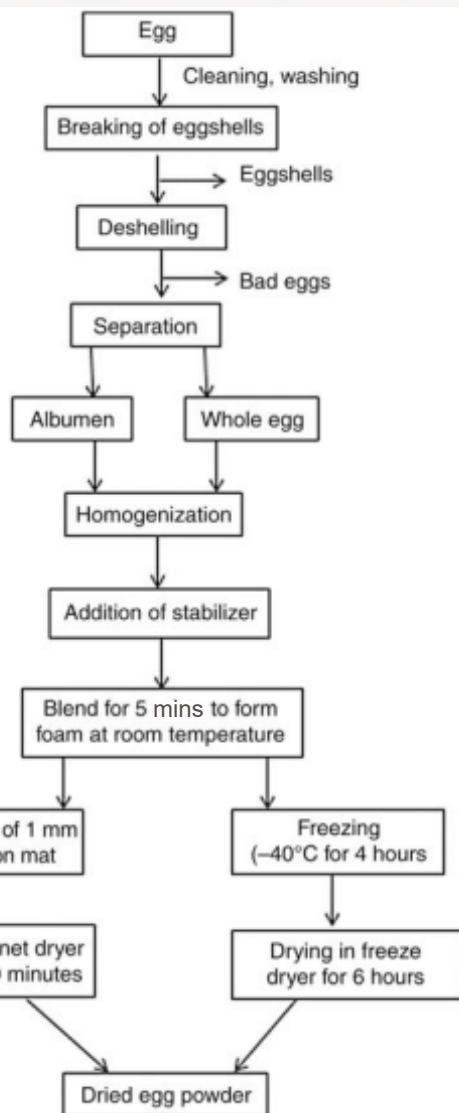 Egg
Cleaning, washing
Breaking of eggshells
Eggshells
Deshelling
Bad eggs
Separation
Albumen
Whole egg
Homogenization
Addition of stabilizer
Blend for 5 mins to form
foam at room temperature
of 1 mm
mat
Freezing
(–40°C for 4 hours
dryer
minutes
Drying in freeze
dryer for 6 hours
Dried egg powder